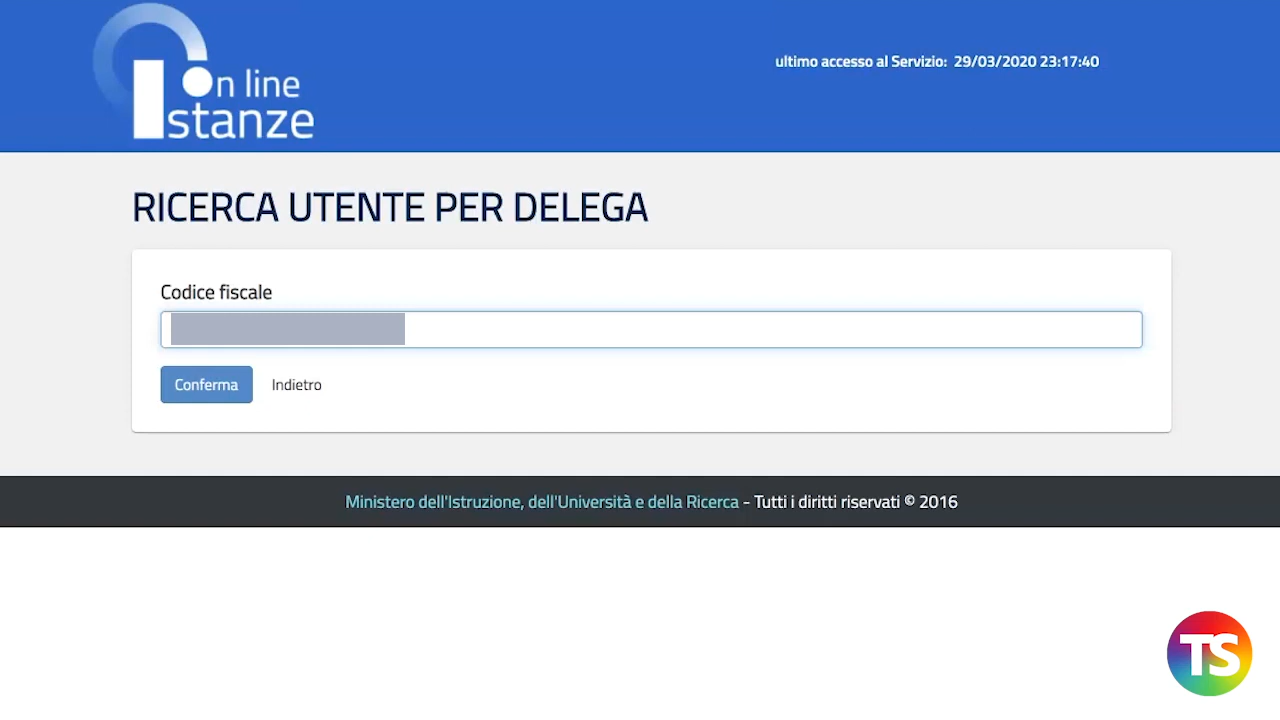 On line
Istanze
ultimo accesso al Servizio: 29/03/2020 23:17:40
RICERCA UTENTE PER DELEGA
Codice fiscale
Conferma Indietro
Ministero dell'Istruzione, dell'Università e della Ricerca - Tutti i diritti riservati © 2016
TS